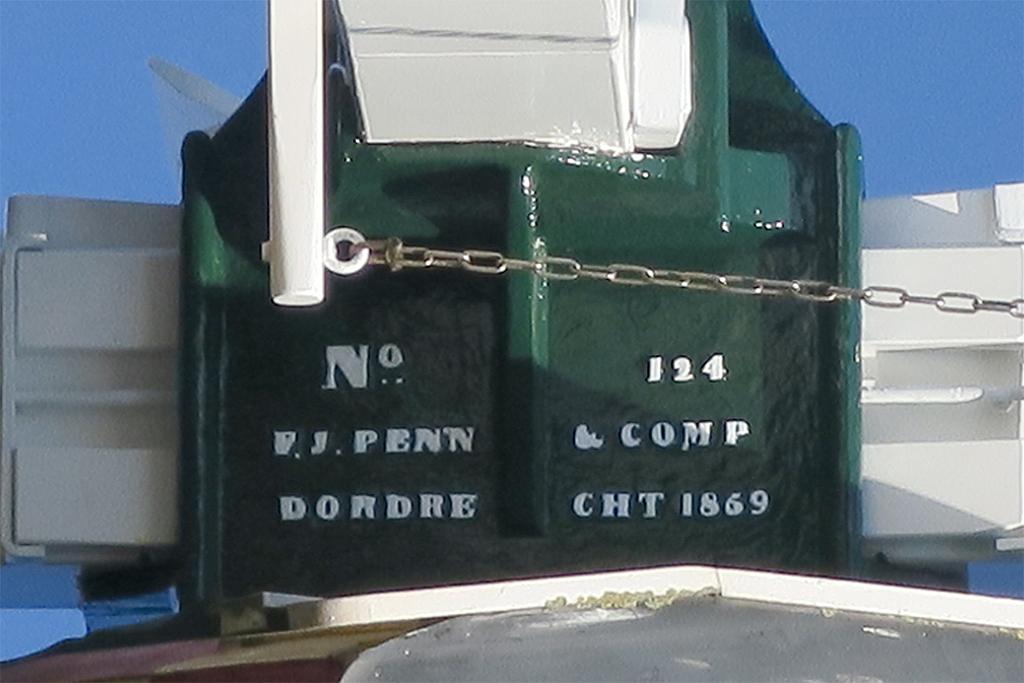 No. 124
F.J. PENN & COMP
DORDRE CHT 1869